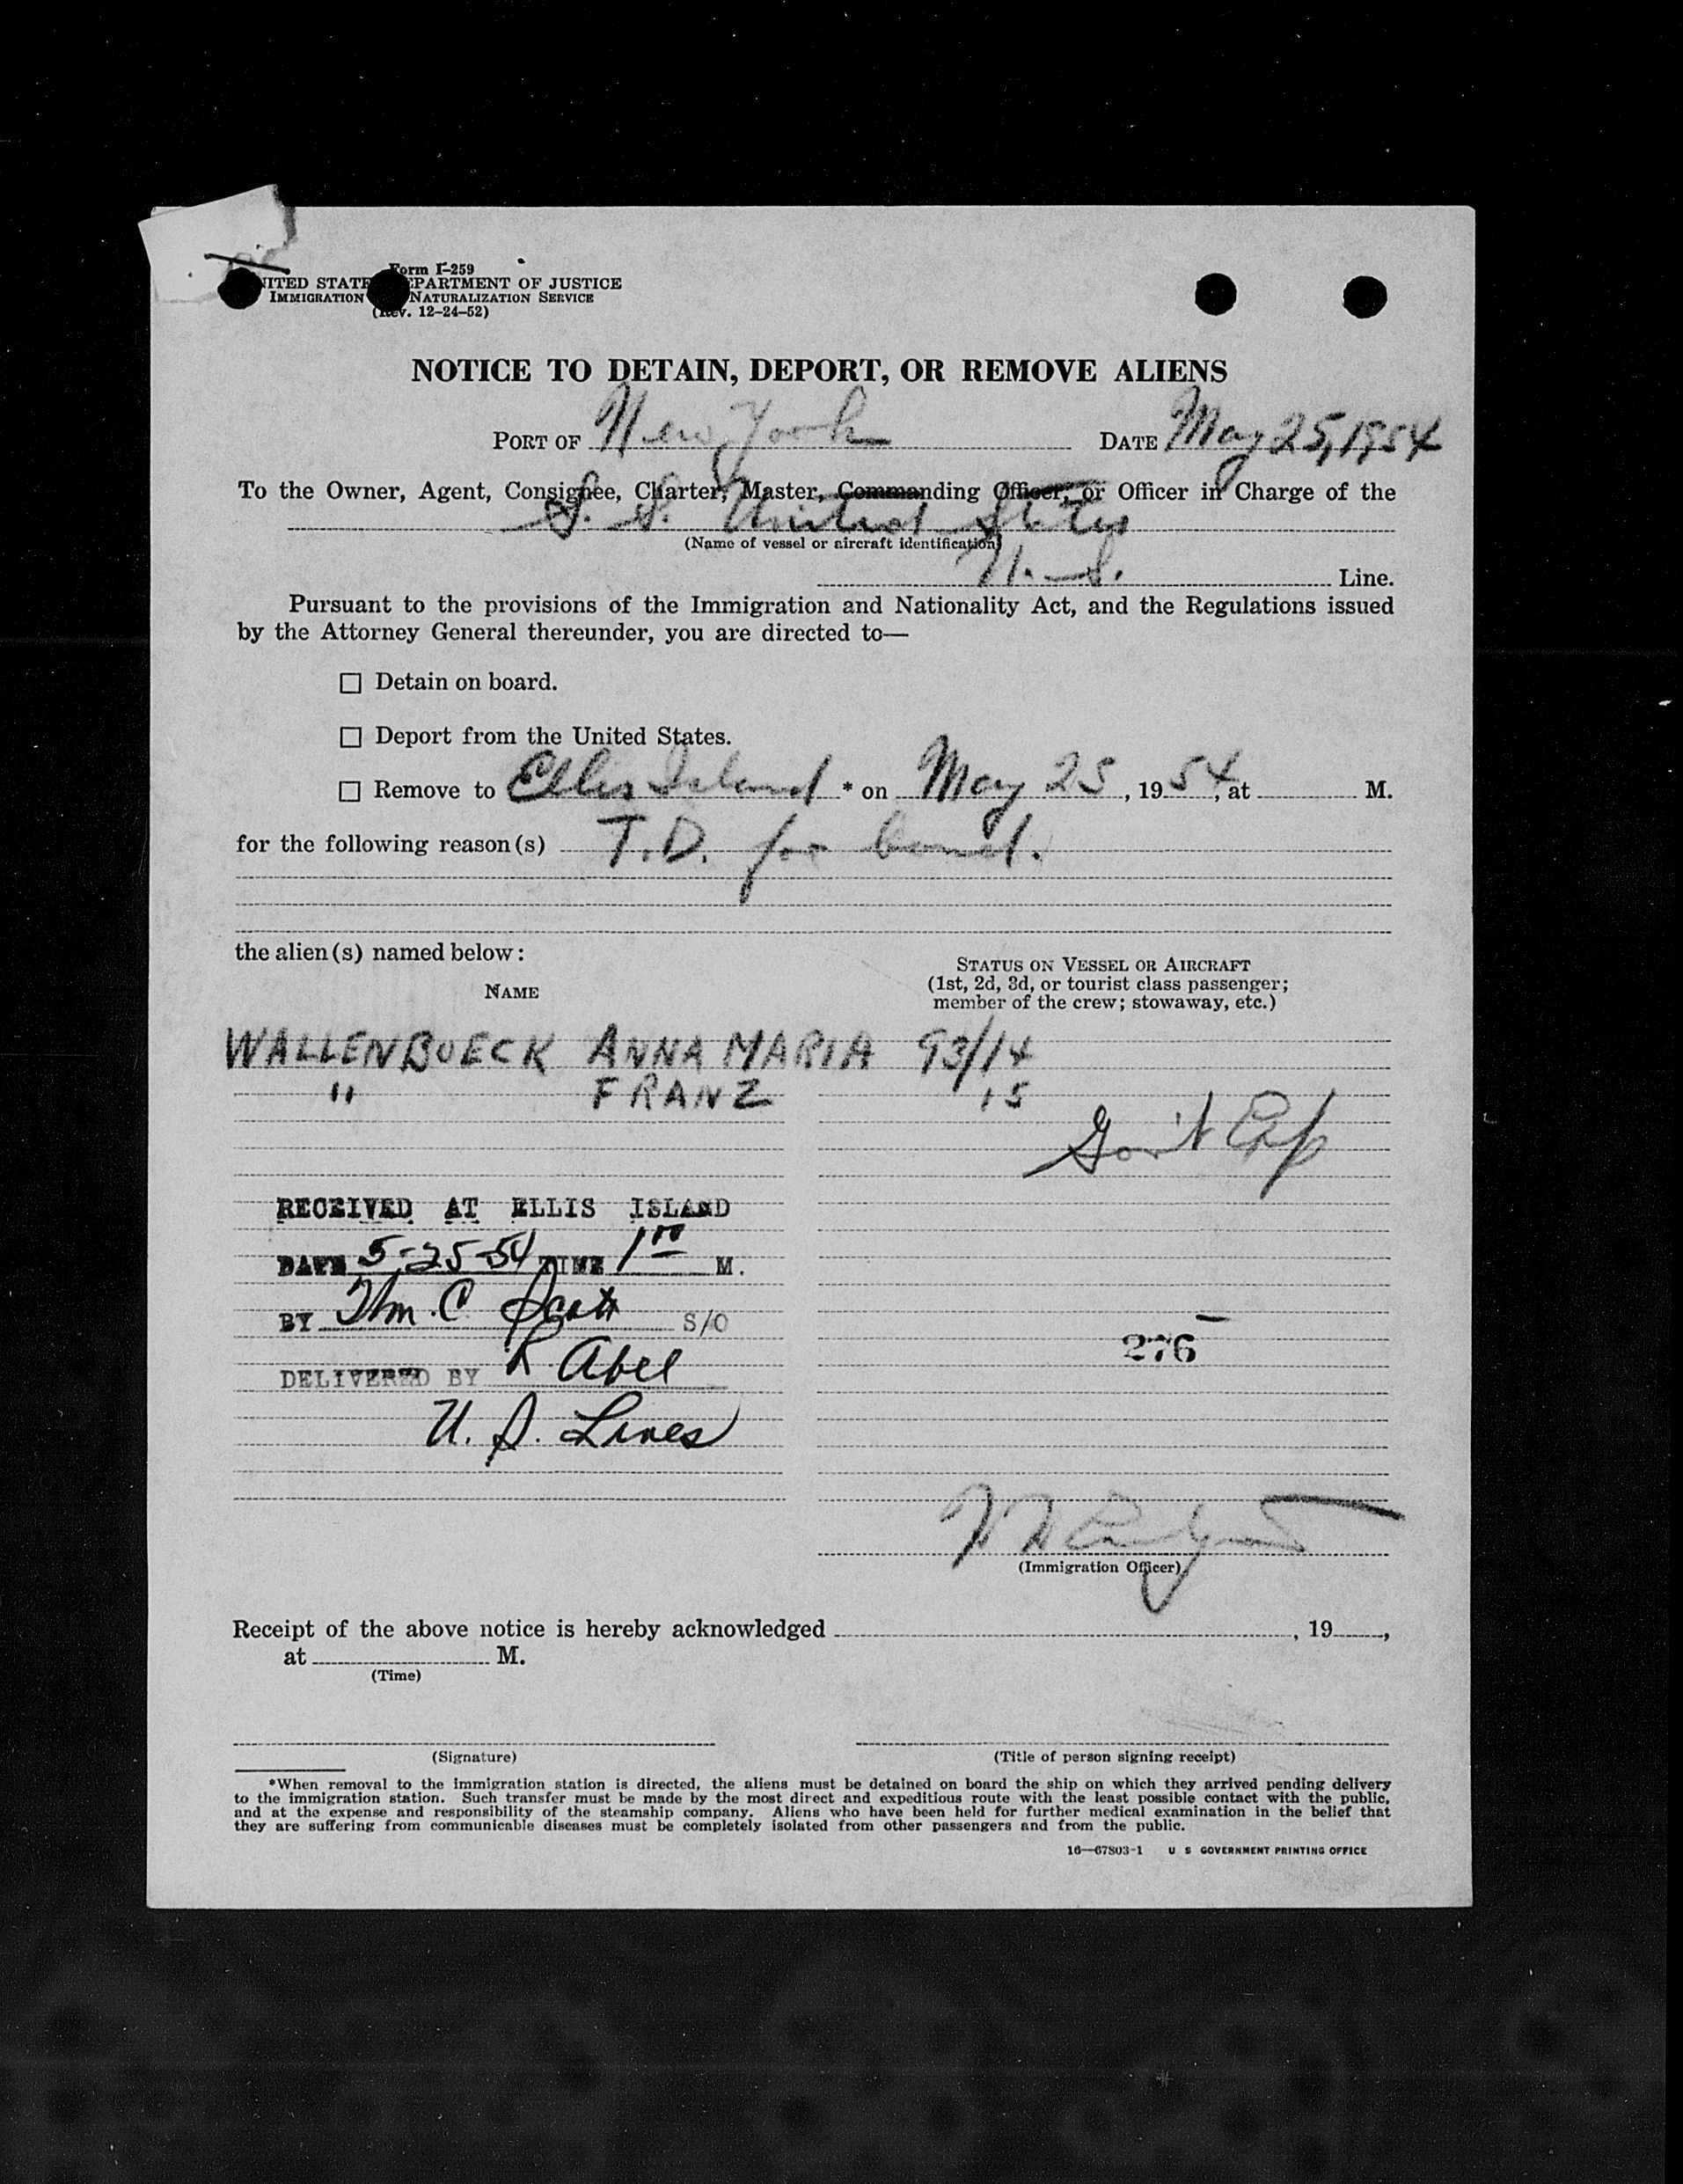 Form I-259
UNITED STATES DEPARTMENT OF JUSTICE
IMMIGRATION NATURALIZATION SERVICE
(Rev. 12-24-52)
NOTICE TO DETAIN, DEPORT, OR REMOVE ALIENS
PORT OF New York DATE May 25, 1954
To the Owner, Agent, Consignee, Charter, Master, Commanding Officer, or Officer in Charge of the
S. S. United States
(Name of vessel or aircraft identification)
U. S. Line.
Pursuant to the provisions of the Immigration and Nationality Act, and the Regulations issued
by the Attorney General thereunder, you are directed to—
☐ Detain on board.
☐ Deport from the United States.
☐ Remove to Ellis Island * on May 25, 1954, at M.
for the following reason(s) T.D. for bond.
the alien(s) named below:
NAME
STATUS ON VESSEL OR AIRCRAFT
(1st, 2d, 3d, or tourist class passenger;
member of the crew; stowaway, etc.)
WALLENBOECK ANNA MARIA 93/14
" FRANZ 15
Gov't Exp
RECEIVED AT ELLIS ISLAND
DATE 5-25-54 TIME 1 00 M.
BY Wm. C Scott S/O
276
DELIVERED BY R Abel
U. S. Lines
(Immigration Officer)
Receipt of the above notice is hereby acknowledged , 19 ,
at M.
(Time)
(Signature) (Title of person signing receipt)
*When removal to the immigration station is directed, the aliens must be detained on board the ship on which they arrived pending delivery
to the immigration station. Such transfer must be made by the most direct and expeditious route with the least possible contact with the public,
and at the expense and responsibility of the steamship company. Aliens who have been held for further medical examination in the belief that
they are suffering from communicable diseases must be completely isolated from other passengers and from the public.
16—67803-1 U S GOVERNMENT PRINTING OFFICE